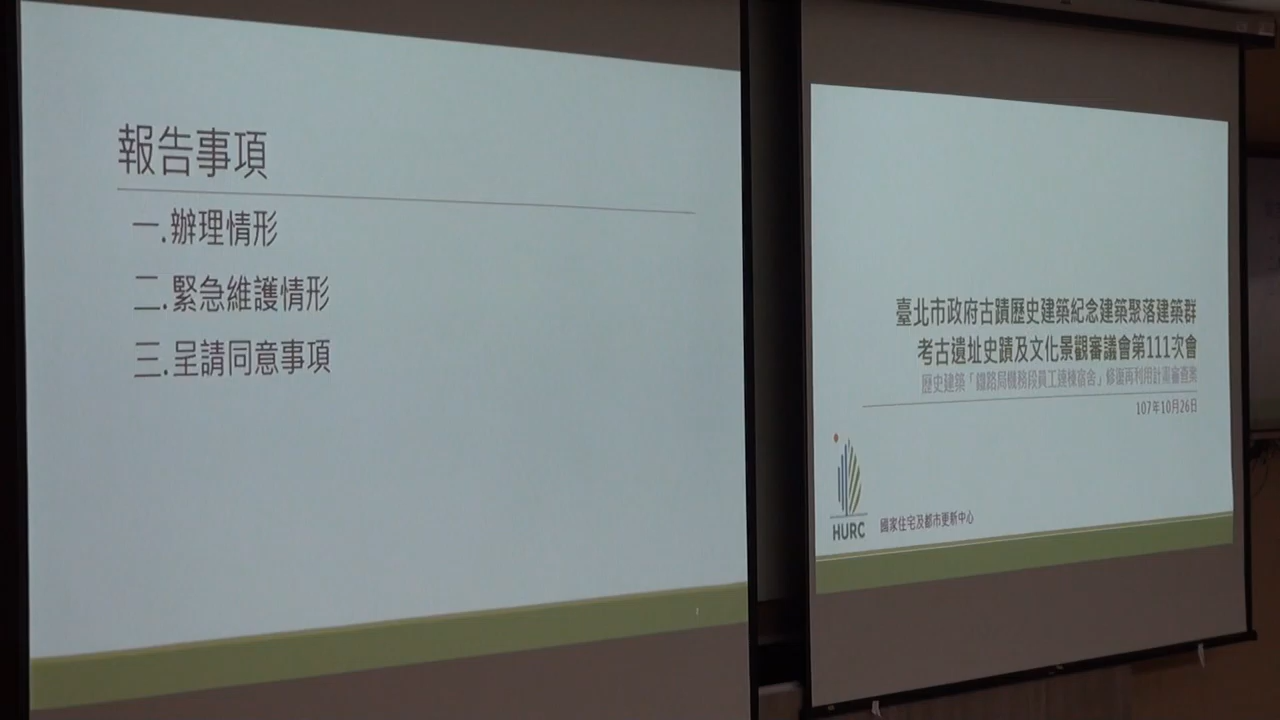 報告事項
一.辦理情形
二.緊急維護情形
三.呈請同意事項
臺北市政府古蹟歷史建築紀念建築聚落建築群
考古遺址史蹟及文化景觀審議會第111次會
歷史建築「鐵路局機務段員工連棟宿舍」修復再利用計畫審查案
107年10月26日
HURC
國家住宅及都市更新中心